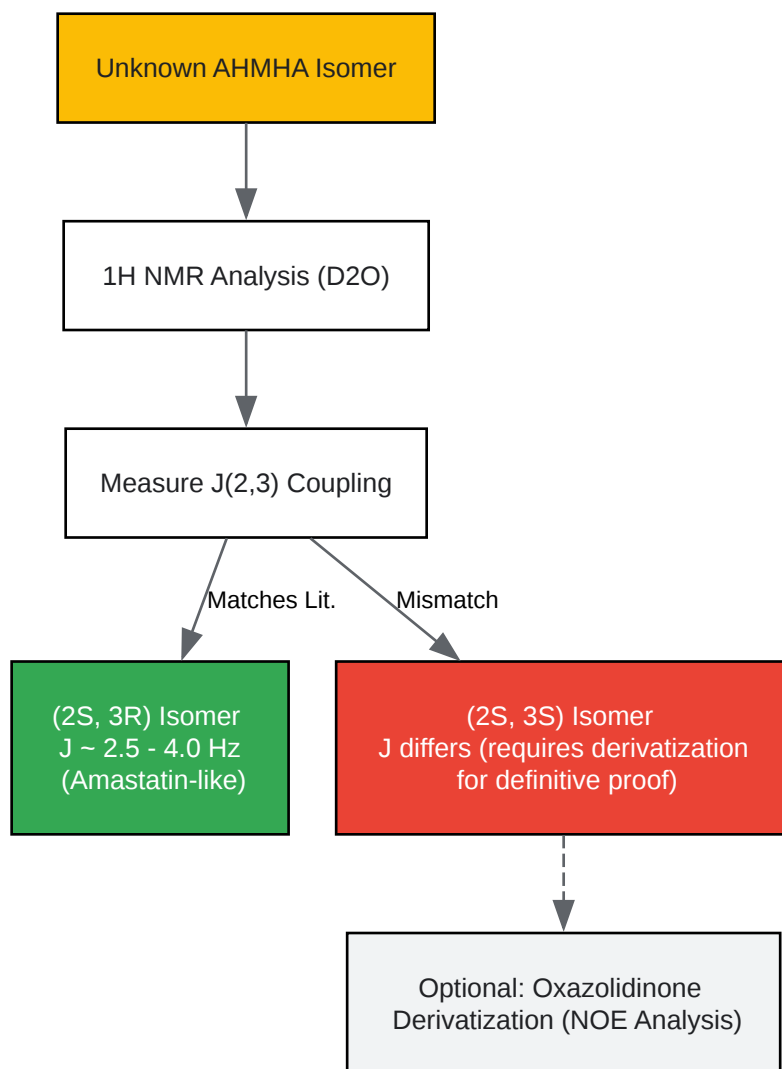 Unknown AHMHA Isomer
1H NMR Analysis (D2O)
Measure J(2,3) Coupling
Matches Lit.
Mismatch
(2S, 3R) Isomer
J ~ 2.5 - 4.0 Hz
(Amastatin-like)
(2S, 3S) Isomer
J differs (requires derivatization
for definitive proof)
Optional: Oxazolidinone
Derivatization (NOE Analysis)